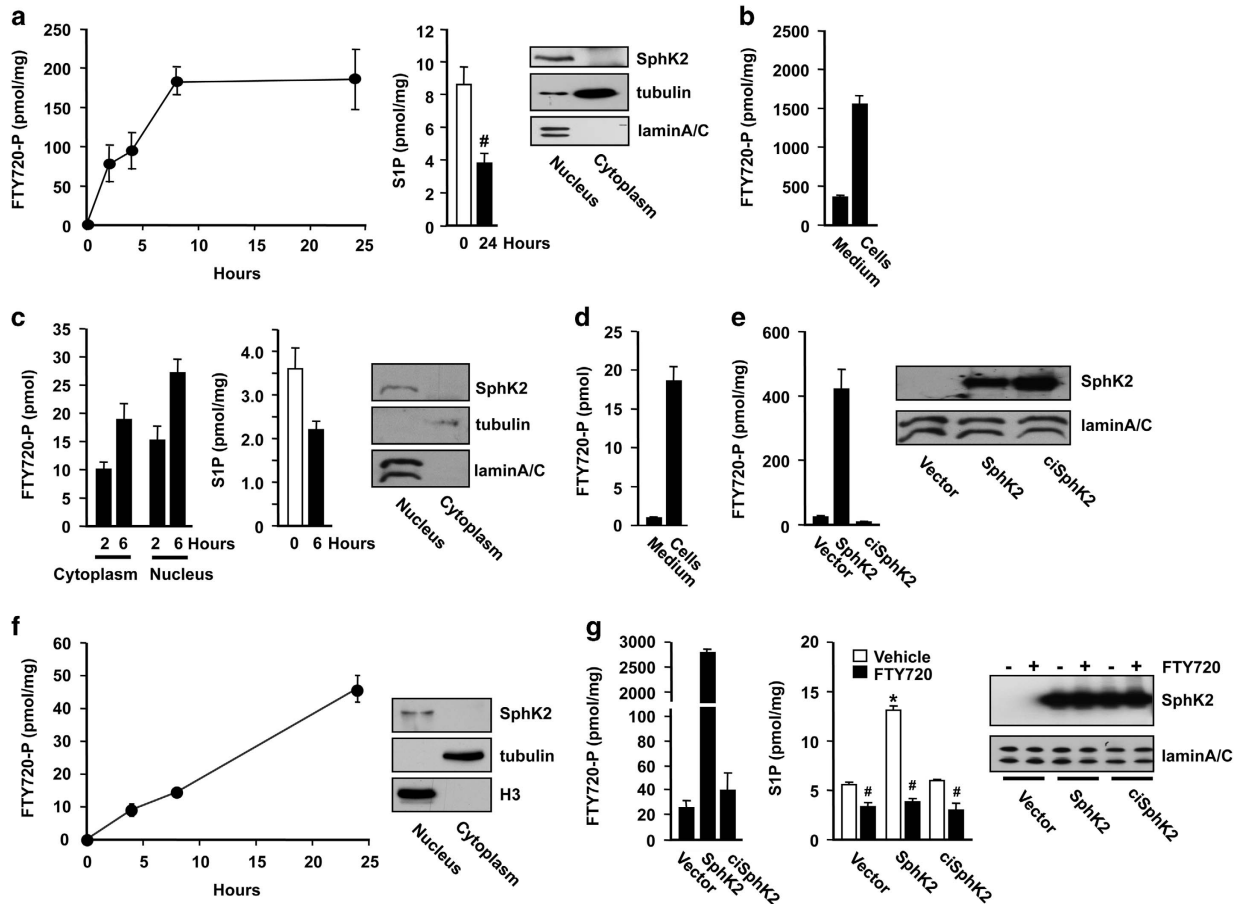 a
FTY720-P (pmol/mg)
250
200
150
100
50
0
0 5 10 15 20 25
Hours
S1P (pmol/mg)
12
10
8
6
4
2
0
#
0 24 Hours
SphK2
tubulin
laminA/C
Nucleus
Cytoplasm
b
FTY720-P (pmol/mg)
2500
2000
1500
1000
500
0
Medium
Cells
c
FTY720-P (pmol)
35
30
25
20
15
10
5
0
2 6 2 6 Hours
Cytoplasm Nucleus
S1P (pmol/mg)
4.0
3.0
2.0
1.0
0
0 6 Hours
SphK2
tubulin
laminA/C
Nucleus
Cytoplasm
d
FTY720-P (pmol)
25
20
15
10
5
0
Medium
Cells
e
FTY720-P (pmol/mg)
600
400
200
0
Vector
SphK2
ciSphK2
SphK2
laminA/C
Vector
SphK2
ciSphK2
f
FTY720-P (pmol/mg)
60
50
40
30
20
10
0
0 5 10 15 20 25
Hours
SphK2
tubulin
H3
Nucleus
Cytoplasm
g
FTY720-P (pmol/mg)
3000
2500
2000
100
80
60
40
20
0
Vector
SphK2
ciSphK2
S1P (pmol/mg)
20
15
10
5
0
Vehicle
FTY720
*
# # #
Vector
SphK2
ciSphK2
- + - + - + FTY720
SphK2
laminA/C
Vector
SphK2
ciSphK2